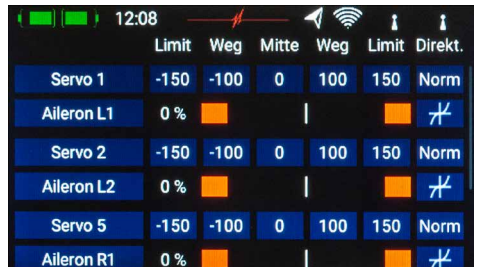 12:08
Limit Weg Mitte Weg Limit Direkt.
Servo 1 -150 -100 0 100 150 Norm
Aileron L1 0 %
Servo 2 -150 -100 0 100 150 Norm
Aileron L2 0 %
Servo 5 -150 -100 0 100 150 Norm
Aileron R1 0 %